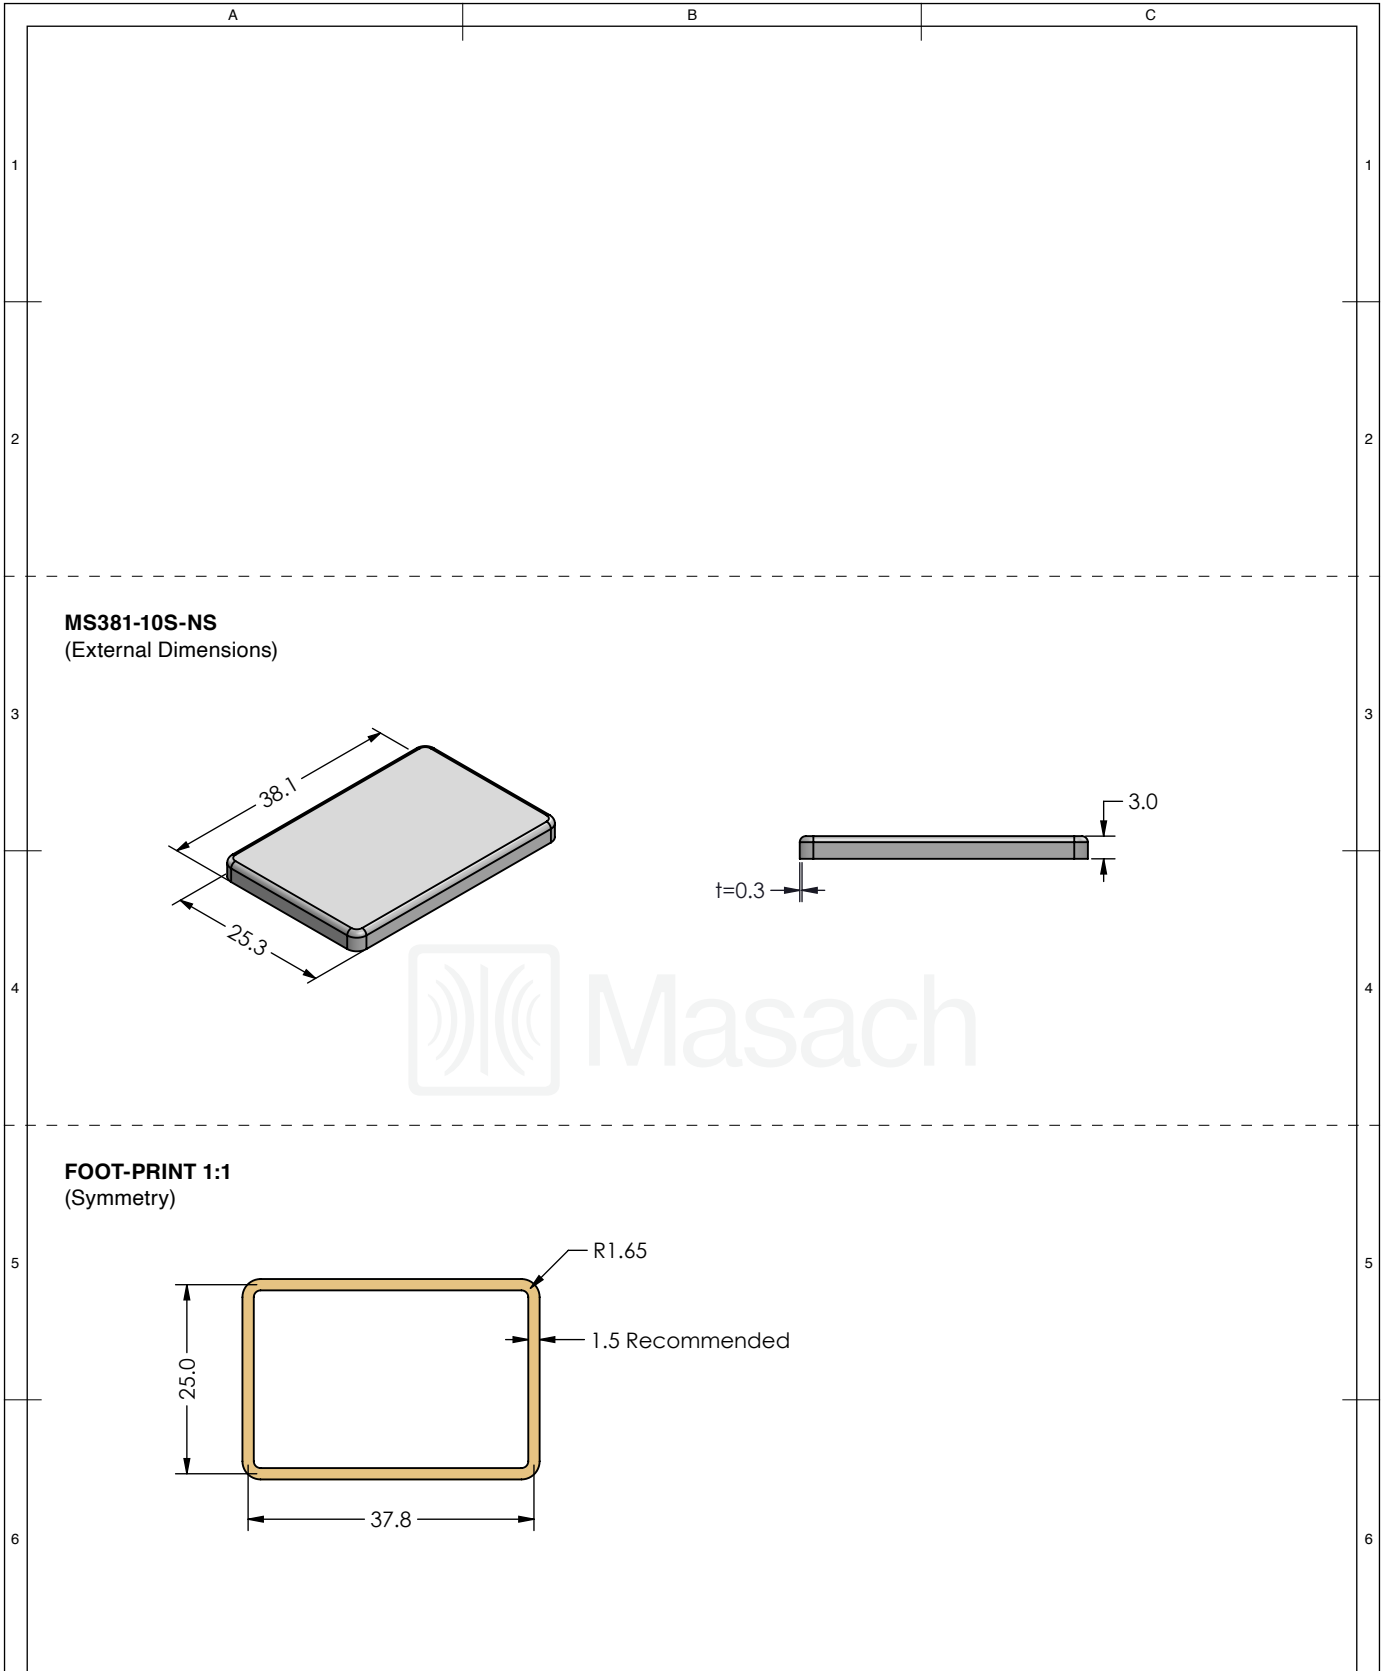 A B C
1 1
2 2
MS381-10S-NS
(External Dimensions)
3 3
38.1
3.0
t=0.3
25.3
4 4
Masach
FOOT-PRINT 1:1
(Symmetry)
R1.65
5 5
1.5 Recommended
25.0
37.8
6 6